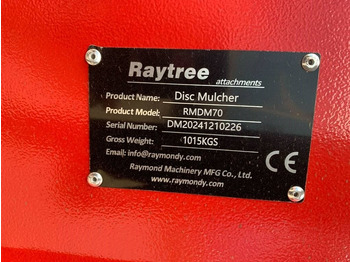 Raytree
attachments
Product Name: Disc Mulcher
Product Model: RMDM70
Serial Number: DM20241210226
Gross Weight: 1015KGS
Email: info@raymondy.com
Raymond Machinery MFG Co., Ltd.
www.raymondy.com
CE